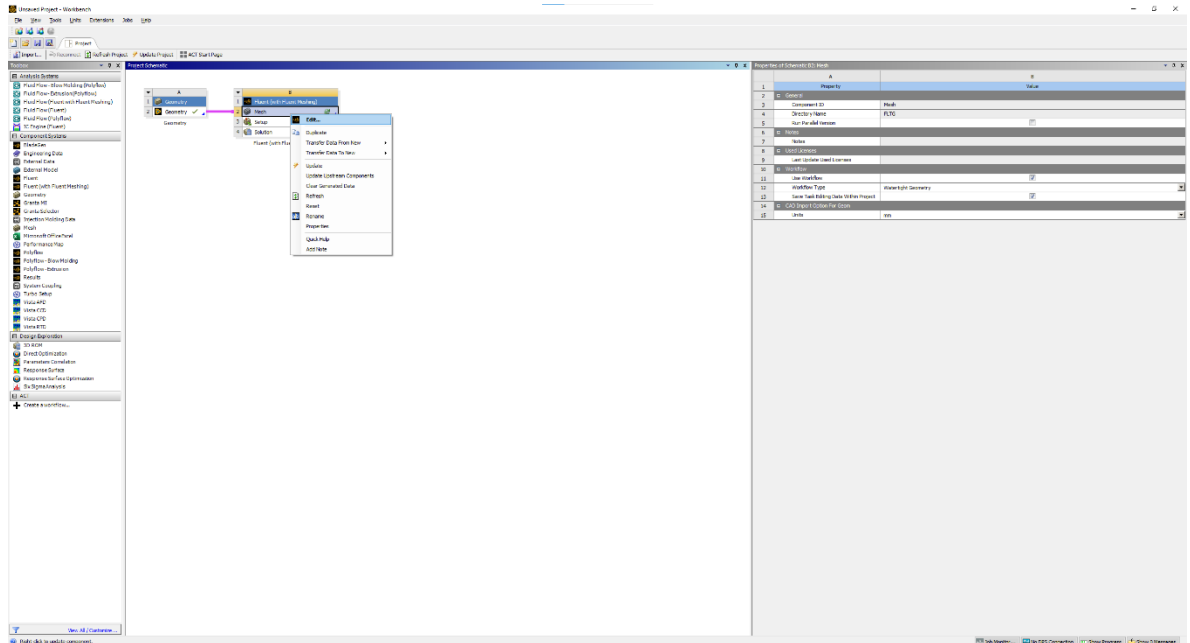 Unsaved Project - Workbench
File View Tools Units Extensions Jobs Help
Project
Import... Reconnect Refresh Project Update Project ACT Start Page
Toolbox
Analysis Systems
Fluid Flow - Blow Molding (Polyflow)
Fluid Flow - Extrusion (Polyflow)
Fluid Flow (Fluent with Fluent Meshing)
Fluid Flow (Fluent)
Fluid Flow (Polyflow)
IC Engine (Fluent)
Component Systems
BladeGen
Engineering Data
External Data
External Model
Fluent
Fluent (with Fluent Meshing)
Geometry
Granta MI
Granta Selector
Injection Molding Data
Mesh
Microsoft Office Excel
Performance Map
Polyflow
Polyflow - Blow Molding
Polyflow - Extrusion
Results
System Coupling
Turbo Setup
Vista AFD
Vista CCD
Vista CPD
Vista RTD
Design Exploration
3D ROM
Direct Optimization
Parameters Correlation
Response Surface
Response Surface Optimization
Six Sigma Analysis
ACT
Create a workflow...
View All / Customize...
Project Schematic
A
1 Geometry
2 Geometry
Geometry
B
1 Fluent (with Fluent Meshing)
2 Mesh
3 Setup
4 Solution
Fluent (with Flu
Edit...
Duplicate
Transfer Data From New
Transfer Data To New
Update
Update Upstream Components
Clear Generated Data
Refresh
Reset
Rename
Properties
Quick Help
Add Note
Properties of Schematic B2: Mesh
A B
1 Property Value
2 General
3 Component ID Mesh
4 Directory Name FLTG
5 Run Parallel Version
6 Notes
7 Notes
8 Used Licenses
9 Last Update Used Licenses
10 Workflow
11 Use Workflow
12 Workflow Type Watertight Geometry
13 Save Task Editing Data Within Project
14 CAD Import Option For Geom
15 Units mm
Right-click to update component.
Job Monitor... No DPS Connection Show Progress Show 3 Messages